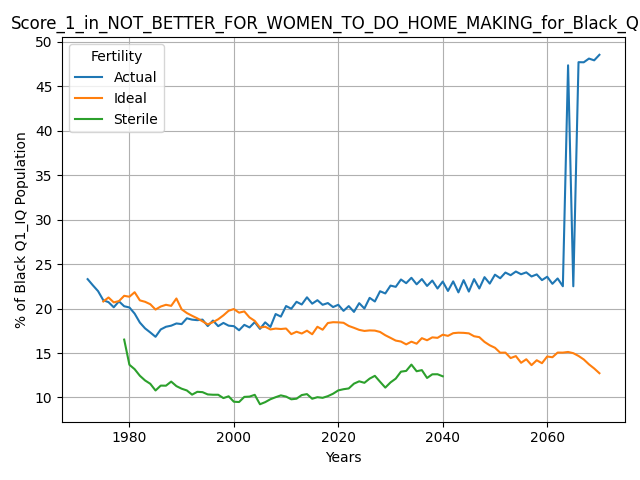 Score_1_in_NOT_BETTER_FOR_WOMEN_TO_DO_HOME_MAKING_for_Black_Q
50
45
40
35
30
25
20
15
10
% of Black Q1_IQ Population
Fertility
Actual
Ideal
Sterile
1980
2000
2020
2040
2060
Years